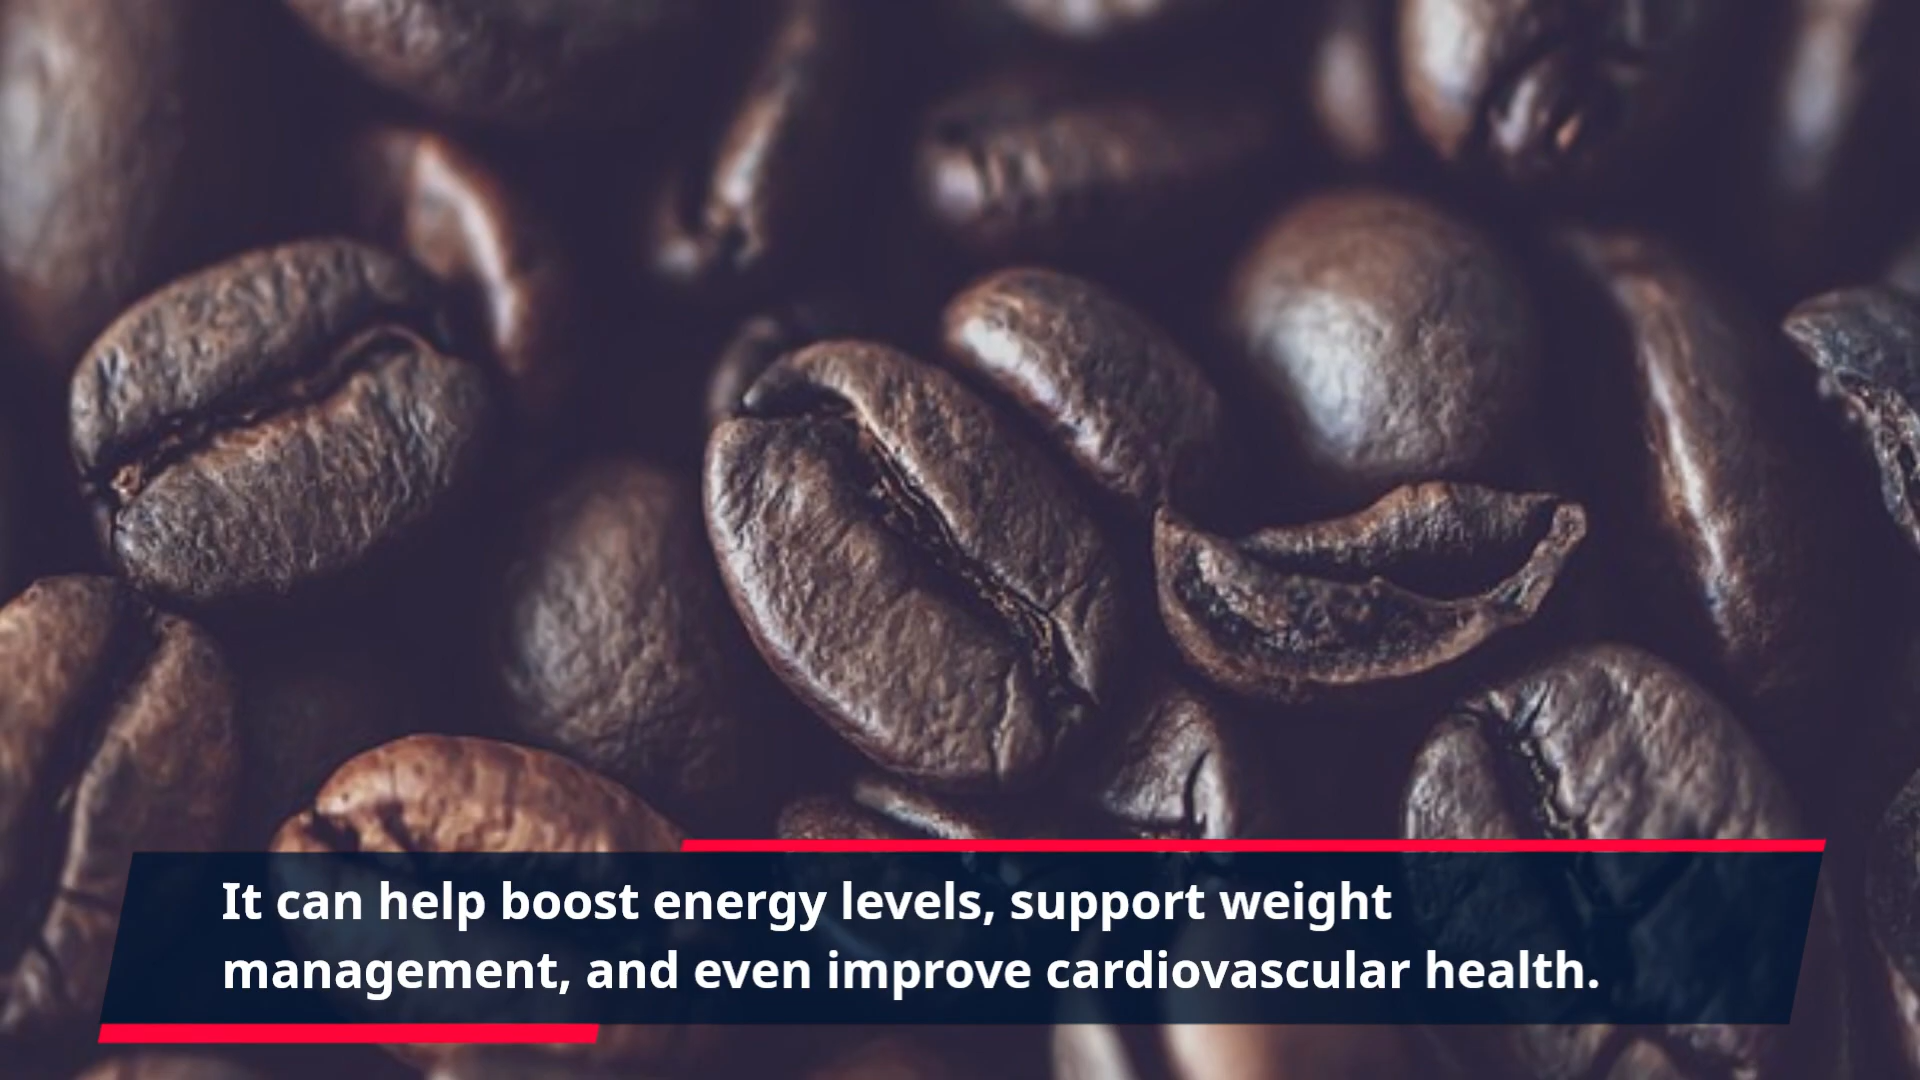 It can help boost energy levels, support weight
management, and even improve cardiovascular health.